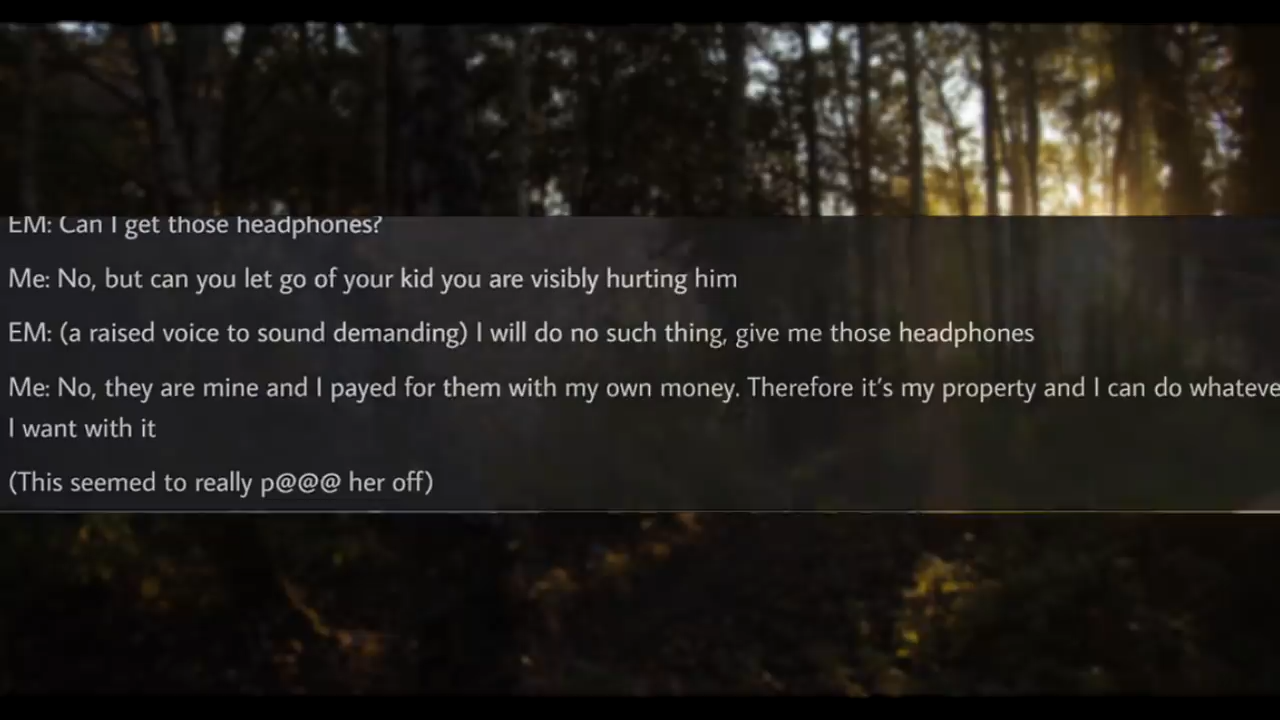 EM: Can I get those headphones?
Me: No, but can you let go of your kid you are visibly hurting him
EM: (a raised voice to sound demanding) I will do no such thing, give me those headphones
Me: No, they are mine and I payed for them with my own money. Therefore it's my property and I can do whateve
I want with it
(This seemed to really p@@@ her off)